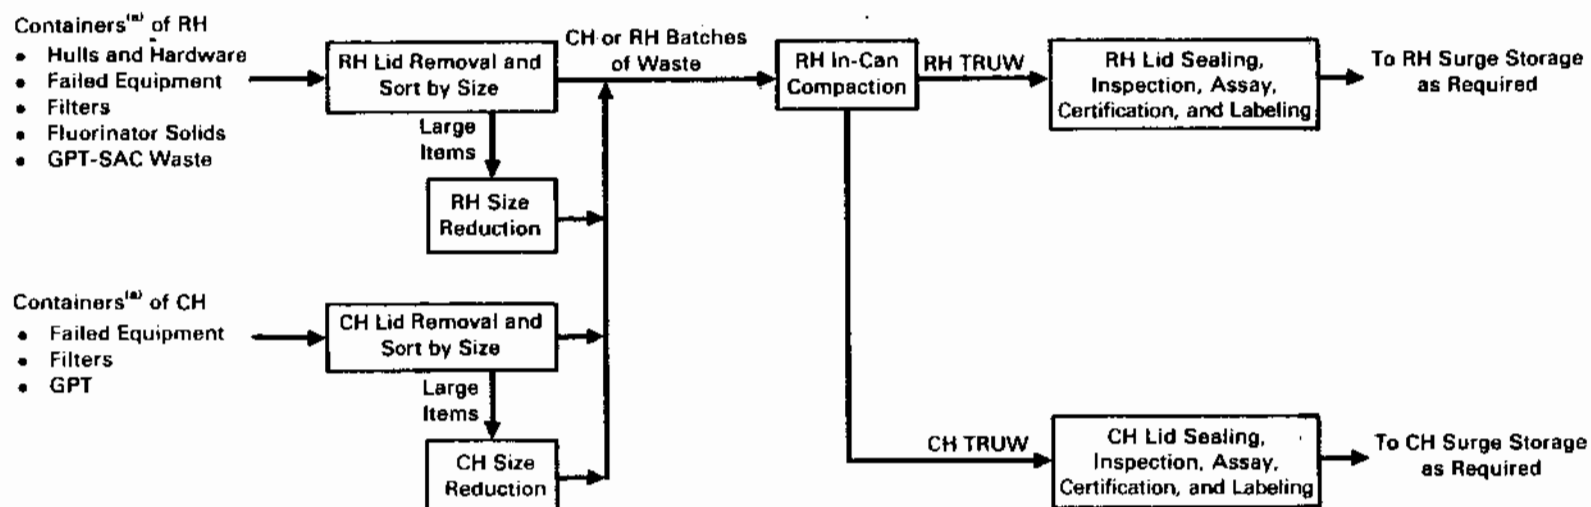 Containers(a) of RH
• Hulls and Hardware
• Failed Equipment
• Filters
• Fluorinator Solids
• GPT-SAC Waste
RH Lid Removal and
Sort by Size
Large
Items
RH Size
Reduction
CH or RH Batches
of Waste
RH In-Can
Compaction
RH TRUW
RH Lid Sealing,
Inspection, Assay,
Certification, and Labeling
To RH Surge Storage
as Required
Containers(a) of CH
• Failed Equipment
• Filters
• GPT
CH Lid Removal and
Sort by Size
Large
Items
CH Size
Reduction
CH TRUW
CH Lid Sealing,
Inspection, Assay,
Certification, and Labeling
To CH Surge Storage
as Required